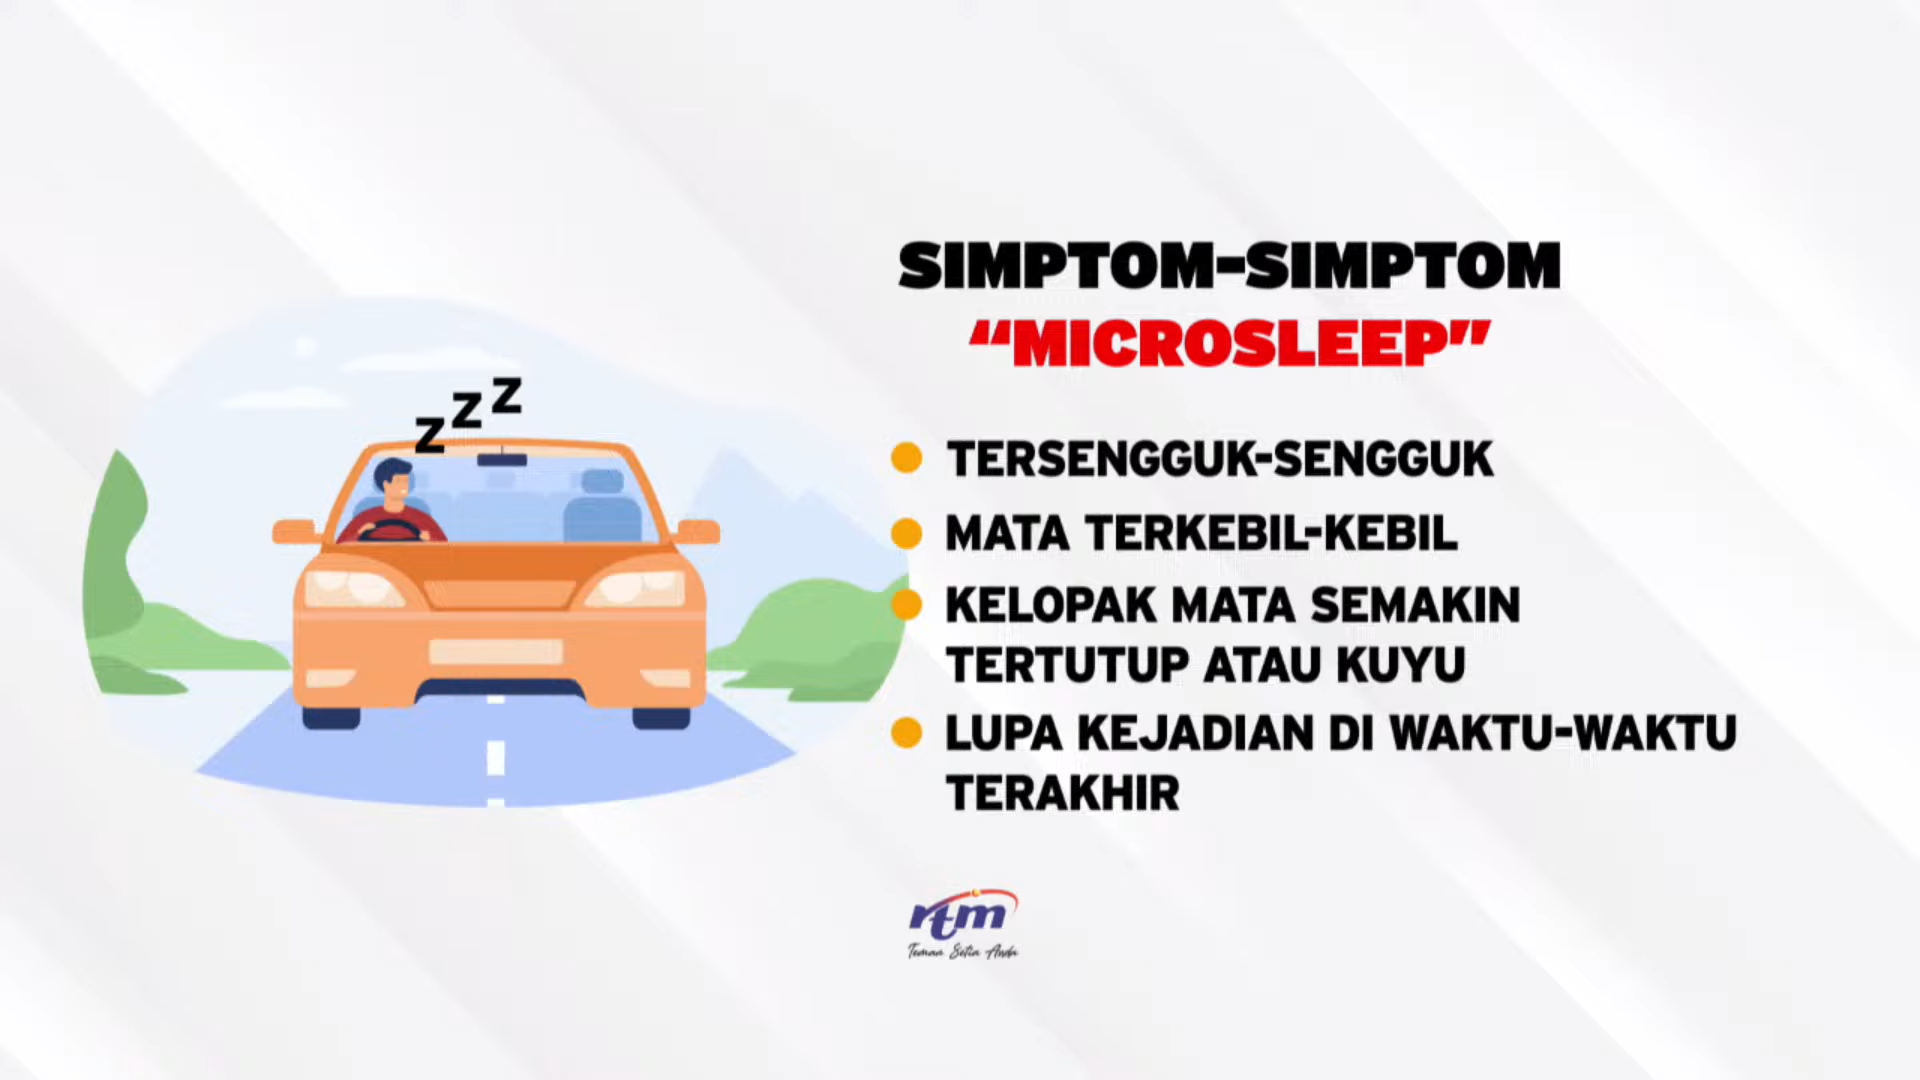 SIMPTOM-SIMPTOM
“MICROSLEEP”
z z z
TERSENGGUK-SENGGUK
MATA TERKEBIL-KEBIL
KELOPAK MATA SEMAKIN
TERTUTUP ATAU KUYU
LUPA KEJADIAN DI WAKTU-WAKTU
TERAKHIR
rtm
Teman Setia Anda